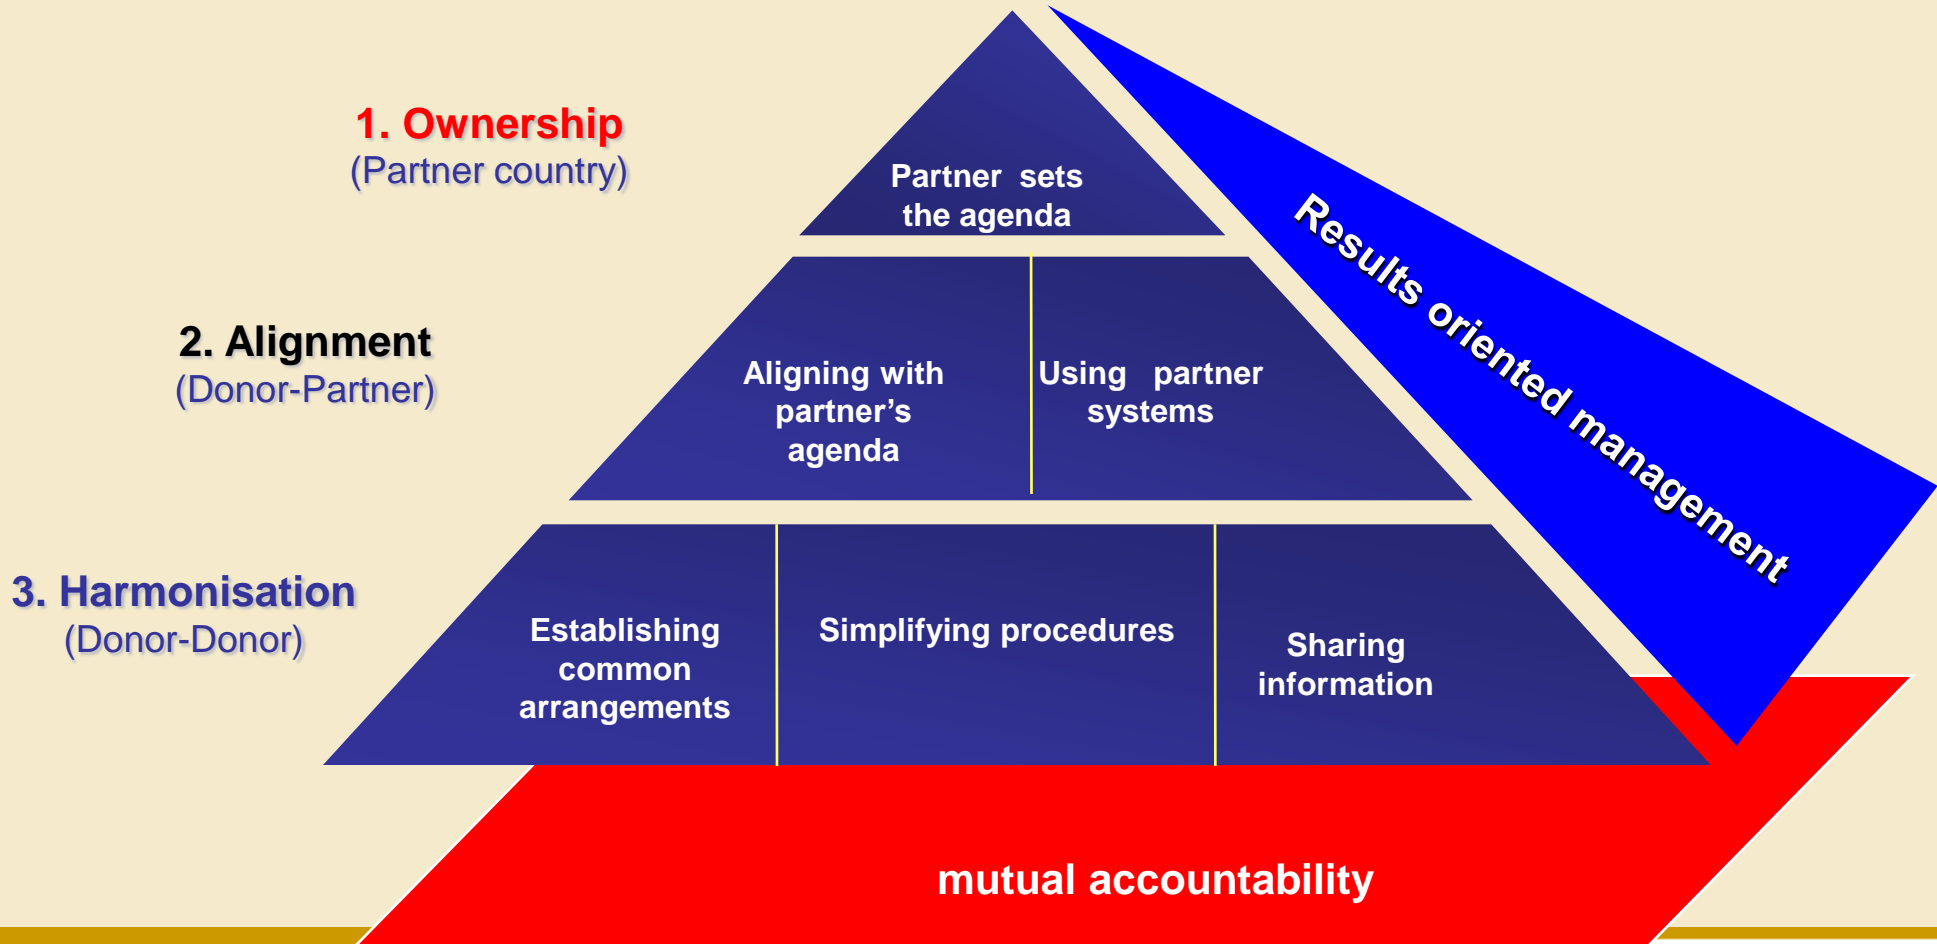 1. Ownership
(Partner country)
Partner sets
the agenda
Results oriented management
2. Alignment
(Donor-Partner)
Aligning with
partner’s
agenda
Using partner
systems
3. Harmonisation
(Donor-Donor)
Establishing
common
arrangements
Simplifying procedures
Sharing
information
mutual accountability